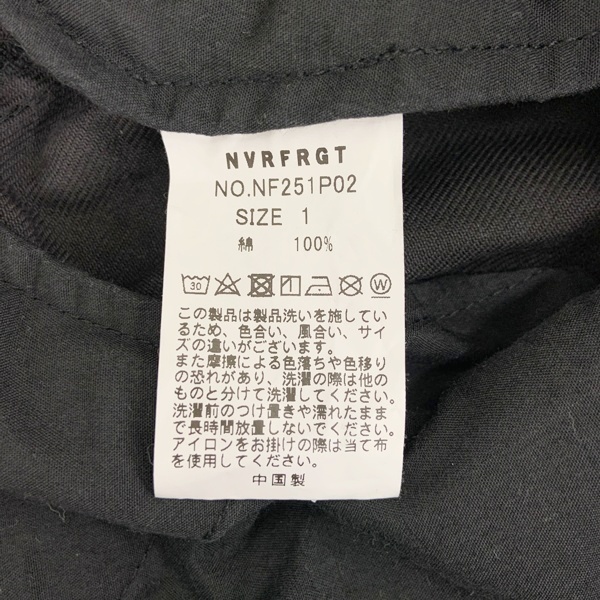 NVRFRGT
NO.NF251P02
SIZE 1
綿 100%
30 W
この製品は製品洗いを施してい
るため、色合い、風合い、サイ
ズの違いがございます。
また摩擦による色落ちや色移り
の恐れがあり、洗濯の際は他の
ものと分けて洗濯してください。
洗濯前のつけ置きや濡れたまま
で長時間放置しないでください。
アイロンをお掛けの際は当て布
を使用してください。
中国製